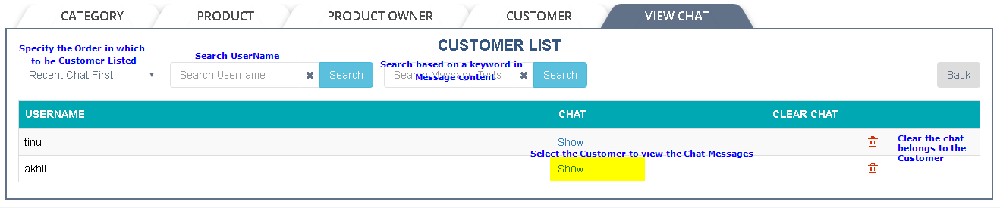 CATEGORY PRODUCT PRODUCT OWNER CUSTOMER VIEW CHAT
CUSTOMER LIST
Specify the Order in which
to be Customer Listed
Recent Chat First
Search UserName
Search Username ✖ Search
Search based on a keyword in
Message content
Search Message Texts ✖ Search
Back
USERNAME CHAT CLEAR CHAT
tinu Show
Clear the chat
belongs to the
Customer
Select the Customer to view the Chat Messages
akhil Show